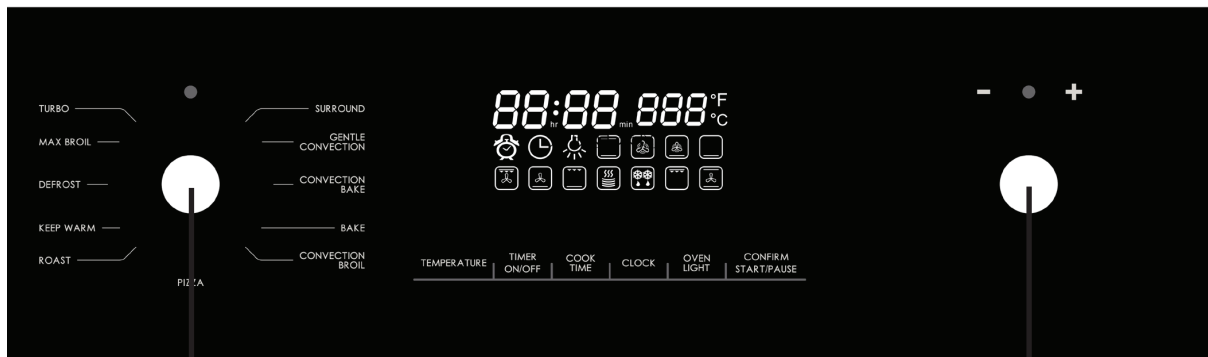 TURBO
MAX BROIL
DEFROST
KEEP WARM
ROAST
PIZZA
SURROUND
GENTLE
CONVECTION
CONVECTION
BAKE
BAKE
CONVECTION
BROIL
88:88 888 °F
hr min °C
TEMPERATURE
TIMER
ON/OFF
COOK
TIME
CLOCK
OVEN
LIGHT
CONFIRM
START/PAUSE
- +